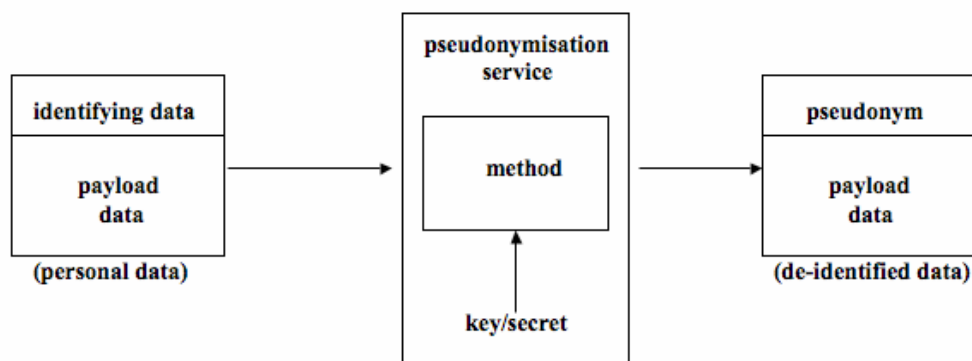 identifying data
payload
data
(personal data)
pseudonymisation
service
method
key/secret
pseudonym
payload
data
(de-identified data)